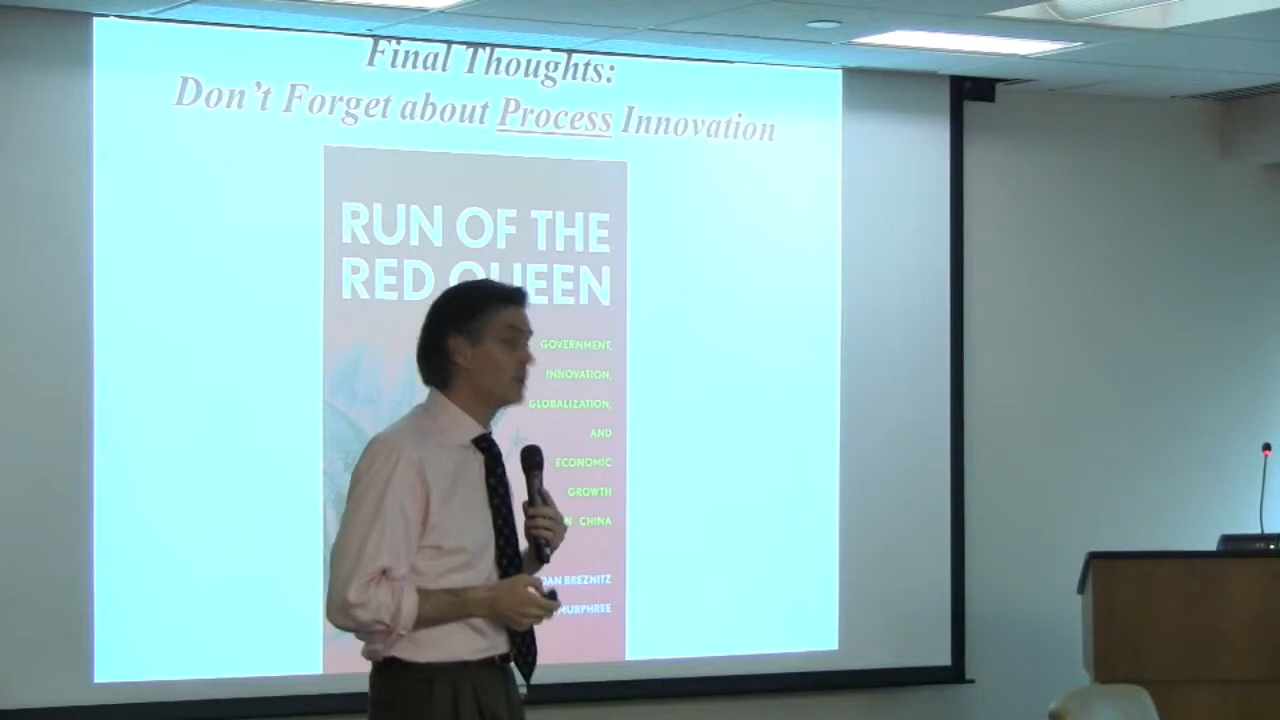 Final Thoughts:
Don't Forget about Process Innovation
RUN OF THE
RED QUEEN
GOVERNMENT,
INNOVATION,
GLOBALIZATION,
AND
ECONOMIC
GROWTH
CHINA
DAN BREZNITZ
MURPHREE